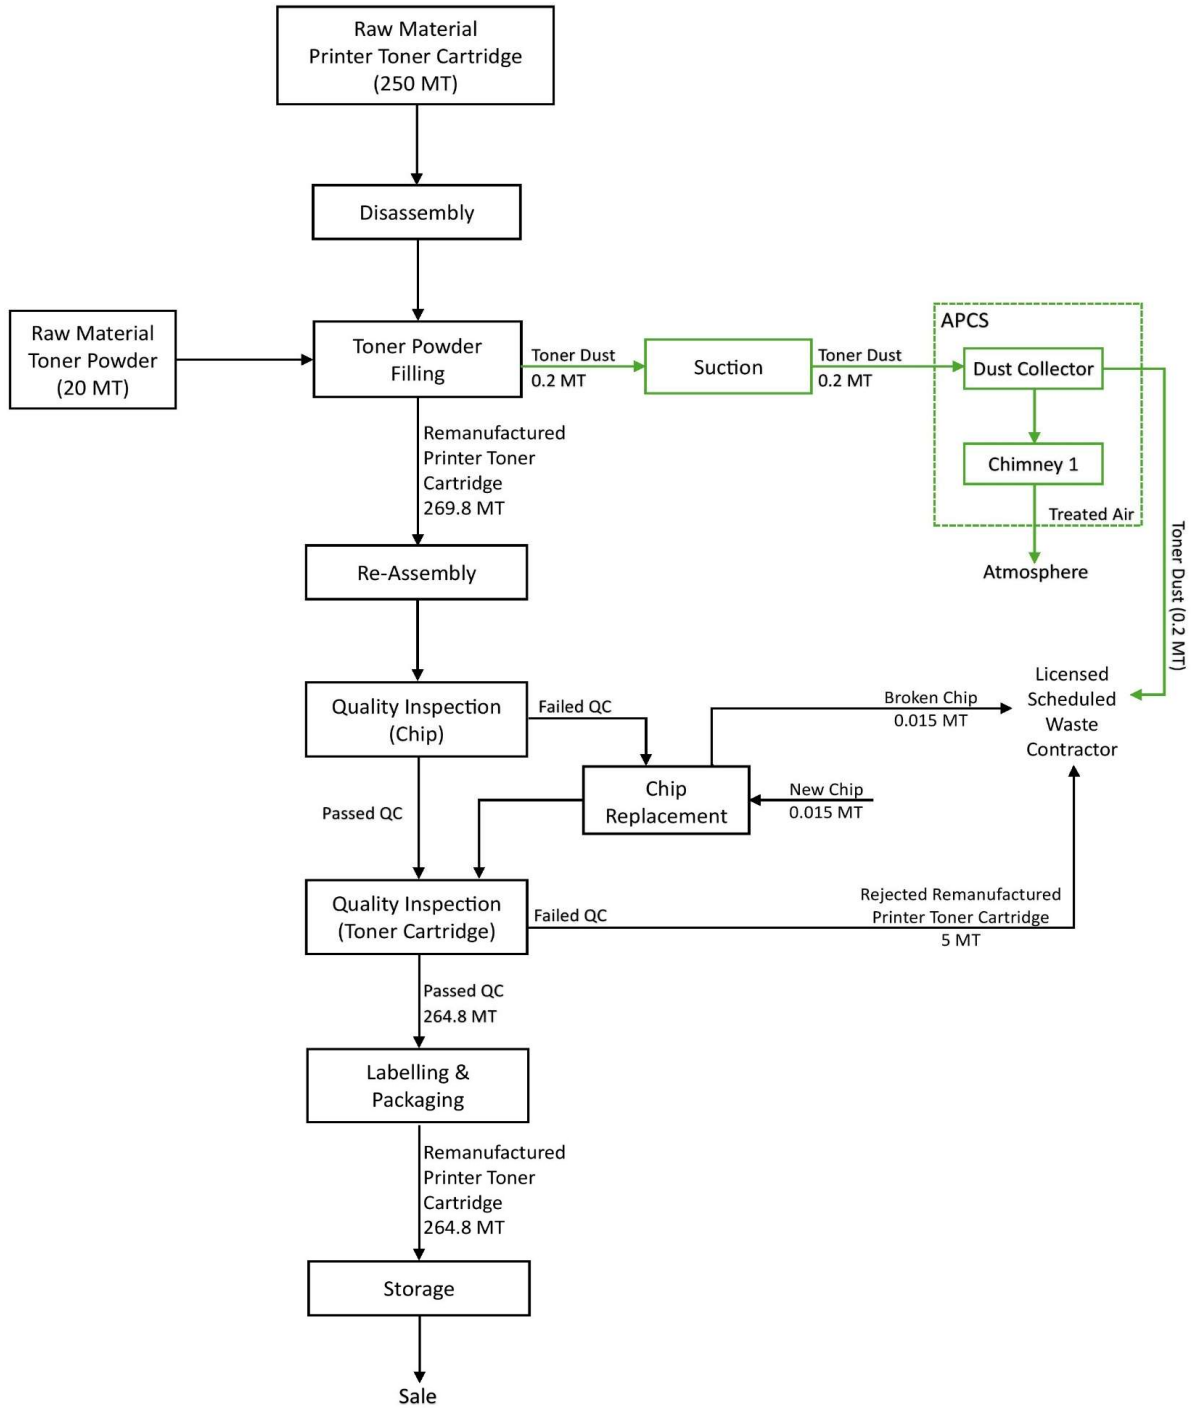 Raw Material
Printer Toner Cartridge
(250 MT)
Disassembly
Raw Material
Toner Powder
(20 MT)
Toner Powder
Filling
Toner Dust
0.2 MT
Suction
Toner Dust
0.2 MT
APCS
Dust Collector
Chimney 1
Treated Air
Atmosphere
Toner Dust (0.2 MT)
Remanufactured
Printer Toner
Cartridge
269.8 MT
Re-Assembly
Quality Inspection
(Chip)
Failed QC
Broken Chip
0.015 MT
Licensed
Scheduled
Waste
Contractor
Chip
Replacement
New Chip
0.015 MT
Passed QC
Quality Inspection
(Toner Cartridge)
Failed QC
Rejected Remanufactured
Printer Toner Cartridge
5 MT
Passed QC
264.8 MT
Labelling &
Packaging
Remanufactured
Printer Toner
Cartridge
264.8 MT
Storage
Sale